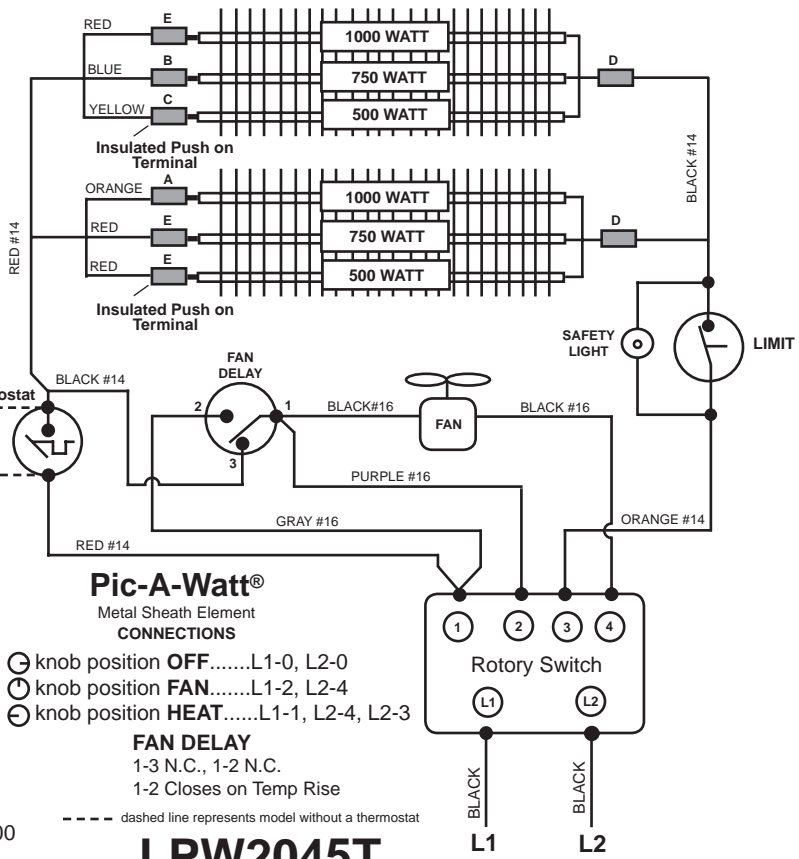 RED
E
1000 WATT
BLUE
B
750 WATT
D
YELLOW
C
500 WATT
Insulated Push on
Terminal
BLACK #14
ORANGE
A
1000 WATT
RED
E
750 WATT
D
RED
E
500 WATT
Insulated Push on
Terminal
RED #14
SAFETY
LIGHT
LIMIT
FAN
DELAY
BLACK #14
2
1
3
BLACK#16
FAN
BLACK #16
PURPLE #16
GRAY #16
ORANGE #14
RED #14
Pic-A-Watt®
Metal Sheath Element
CONNECTIONS
knob position OFF.......L1-0, L2-0
knob position FAN.......L1-2, L2-4
knob position HEAT......L1-1, L2-4, L2-3
FAN DELAY
1-3 N.C., 1-2 N.C.
1-2 Closes on Temp Rise
dashed line represents model without a thermostat
1 2 3 4
Rotory Switch
L1 L2
BLACK
BLACK
L1 L2
LPW2045T